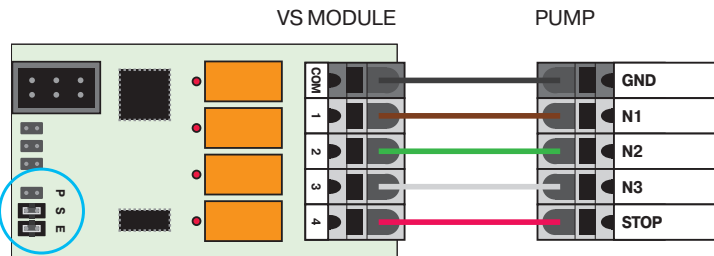 VS MODULE PUMP
COM GND
1 N1
2 N2
3 N3
4 STOP
P
S
E